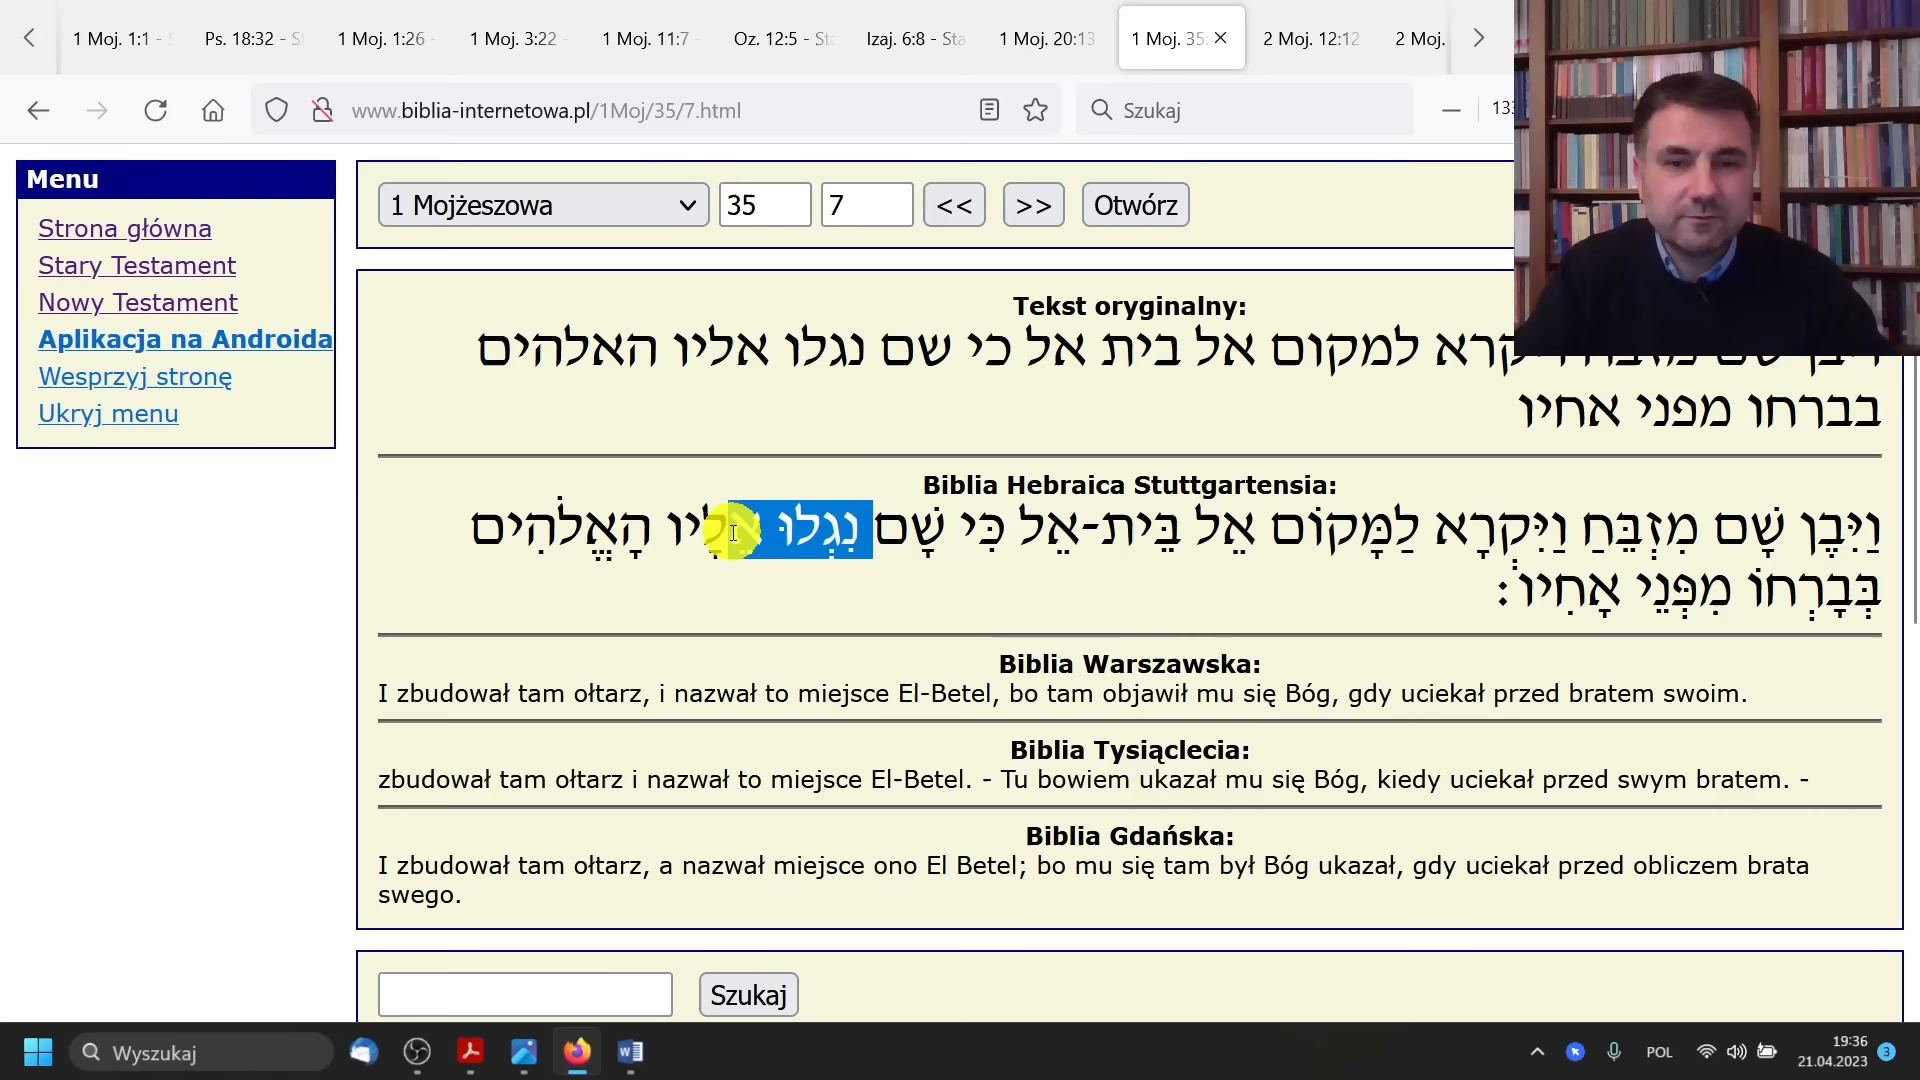 1 Moj. 1:1 - S
Ps. 18:32 - S
1 Moj. 1:26 -
1 Moj. 3:22 -
1 Moj. 11:7 -
Oz. 12:5 - Sta
Izaj. 6:8 - Sta
1 Moj. 20:13
1 Moj. 35:
2 Moj. 12:12
2 Moj.
www.biblia-internetowa.pl/1Moj/35/7.html
Szukaj
133
Menu
Strona główna
Stary Testament
Nowy Testament
Aplikacja na Androida
Wesprzyj stronę
Ukryj menu
1 Mojżeszowa 35 7 << >> Otwórz
Tekst oryginalny:
למקום אל בית אל כי שם נגלו אליו האלהים
בברחו מפני אחיו
Biblia Hebraica Stuttgartensia:
וַיִּבֶן שָׁם מִזְבֵּחַ וַיִּקְרָא לַמָּקוֹם אֵל בֵּית-אֵל כִּי שָׁם נִגְלוּ אֵלָיו הָאֱלֹהִים
בְּבָרְחוֹ מִפְּנֵי אָחִיו׃
Biblia Warszawska:
I zbudował tam ołtarz, i nazwał to miejsce El-Betel, bo tam objawił mu się Bóg, gdy uciekał przed bratem swoim.
Biblia Tysiąclecia:
zbudował tam ołtarz i nazwał to miejsce El-Betel. - Tu bowiem ukazał mu się Bóg, kiedy uciekał przed swym bratem. -
Biblia Gdańska:
I zbudował tam ołtarz, a nazwał miejsce ono El Betel; bo mu się tam był Bóg ukazał, gdy uciekał przed obliczem brata
swego.
Szukaj
Wyszukaj
POL
19:36
21.04.2023
3